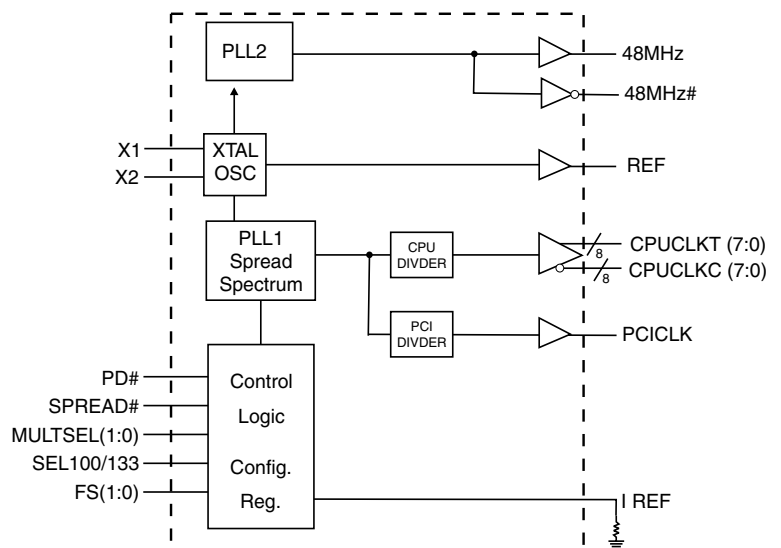 PLL2
48MHz
48MHz#
X1
X2
XTAL
OSC
REF
PLL1
Spread
Spectrum
CPU
DIVDER
8
CPUCLKT (7:0)
8
CPUCLKC (7:0)
PCI
DIVDER
PCICLK
PD#
SPREAD#
MULTSEL(1:0)
SEL100/133
FS(1:0)
Control
Logic
Config.
Reg.
I REF